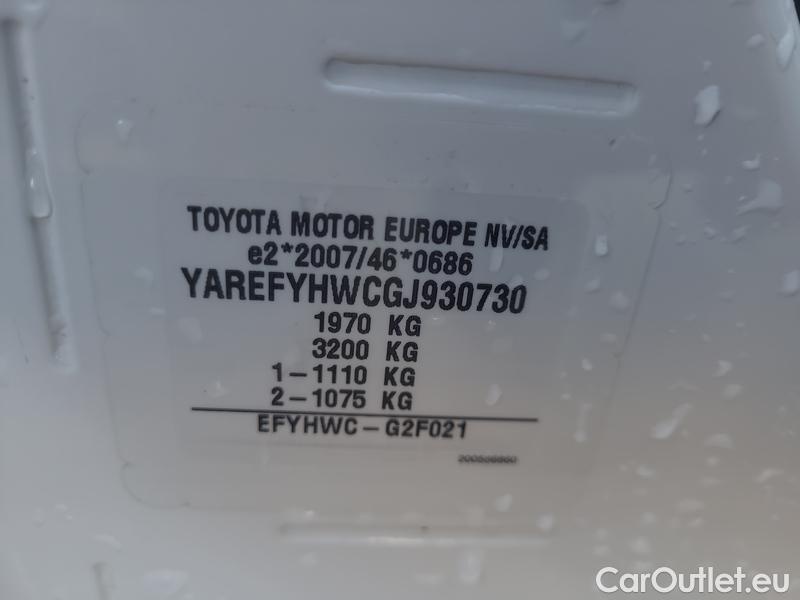 TOYOTA MOTOR EUROPE NV/SA
e2*2007/46*0686
YAREFYHWCGJ930730
1970 KG
3200 KG
1-1110 KG
2-1075 KG
EFYHWC-G2F021
CarOutlet.eu